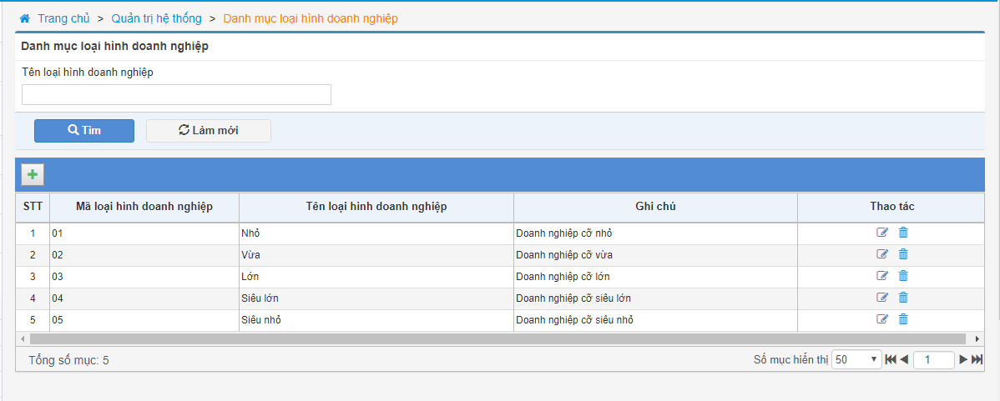 Trang chủ > Quản trị hệ thống > Danh mục loại hình doanh nghiệp
Danh mục loại hình doanh nghiệp
Tên loại hình doanh nghiệp
Tìm Làm mới
STT Mã loại hình doanh nghiệp Tên loại hình doanh nghiệp Ghi chú Thao tác
1 01 Nhỏ Doanh nghiệp cỡ nhỏ
2 02 Vừa Doanh nghiệp cỡ vừa
3 03 Lớn Doanh nghiệp cỡ lớn
4 04 Siêu lớn Doanh nghiệp cỡ siêu lớn
5 05 Siêu nhỏ Doanh nghiệp cỡ siêu nhỏ
Tổng số mục: 5 Số mục hiển thị 50 1